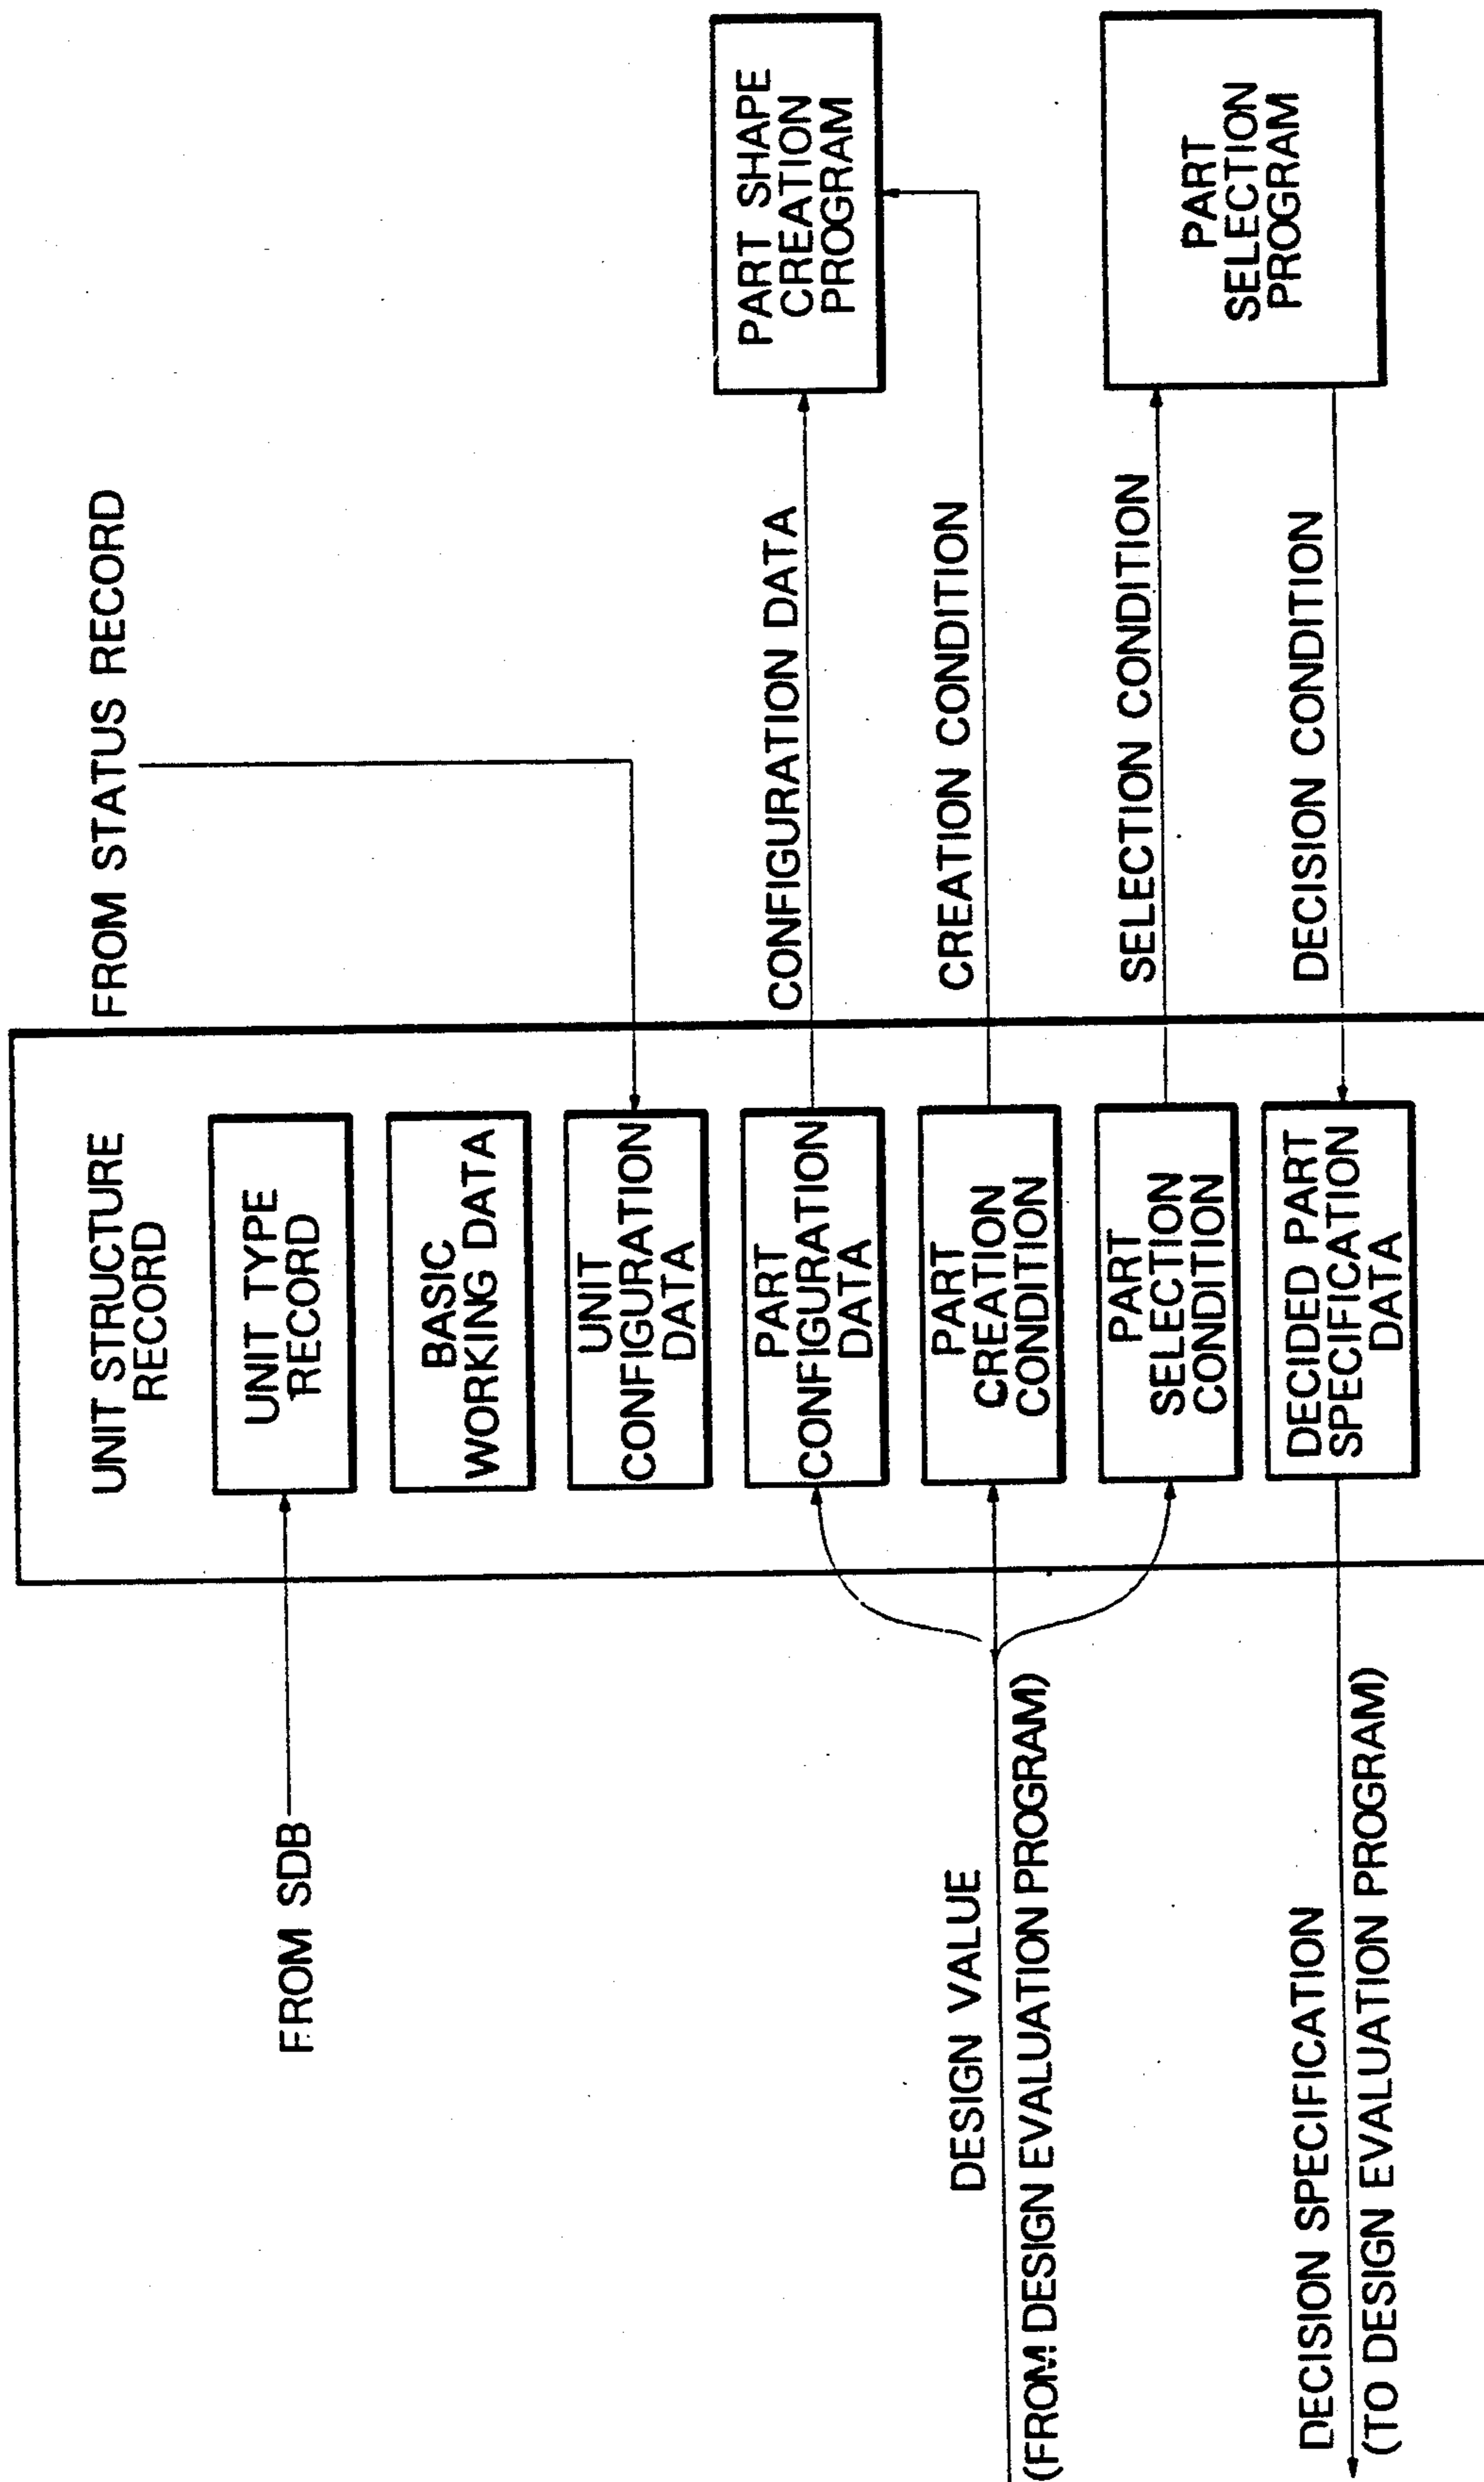 FROM SDB
DESIGN VALUE
(FROM DESIGN EVALUATION PROGRAM)
DECISION SPECIFICATION
(TO DESIGN EVALUATION PROGRAM)
UNIT STRUCTURE
RECORD
UNIT TYPE
RECORD
BASIC
WORKING DATA
UNIT
CONFIGURATION
DATA
PART
CONFIGURATION
DATA
PART
CREATION
CONDITION
PART
SELECTION
CONDITION
DECIDED PART
SPECIFICATION
DATA
FROM STATUS RECORD
CONFIGURATION DATA
CREATION CONDITION
SELECTION CONDITION
DECISION CONDITION
PART SHAPE
CREATION
PROGRAM
PART
SELECTION
PROGRAM